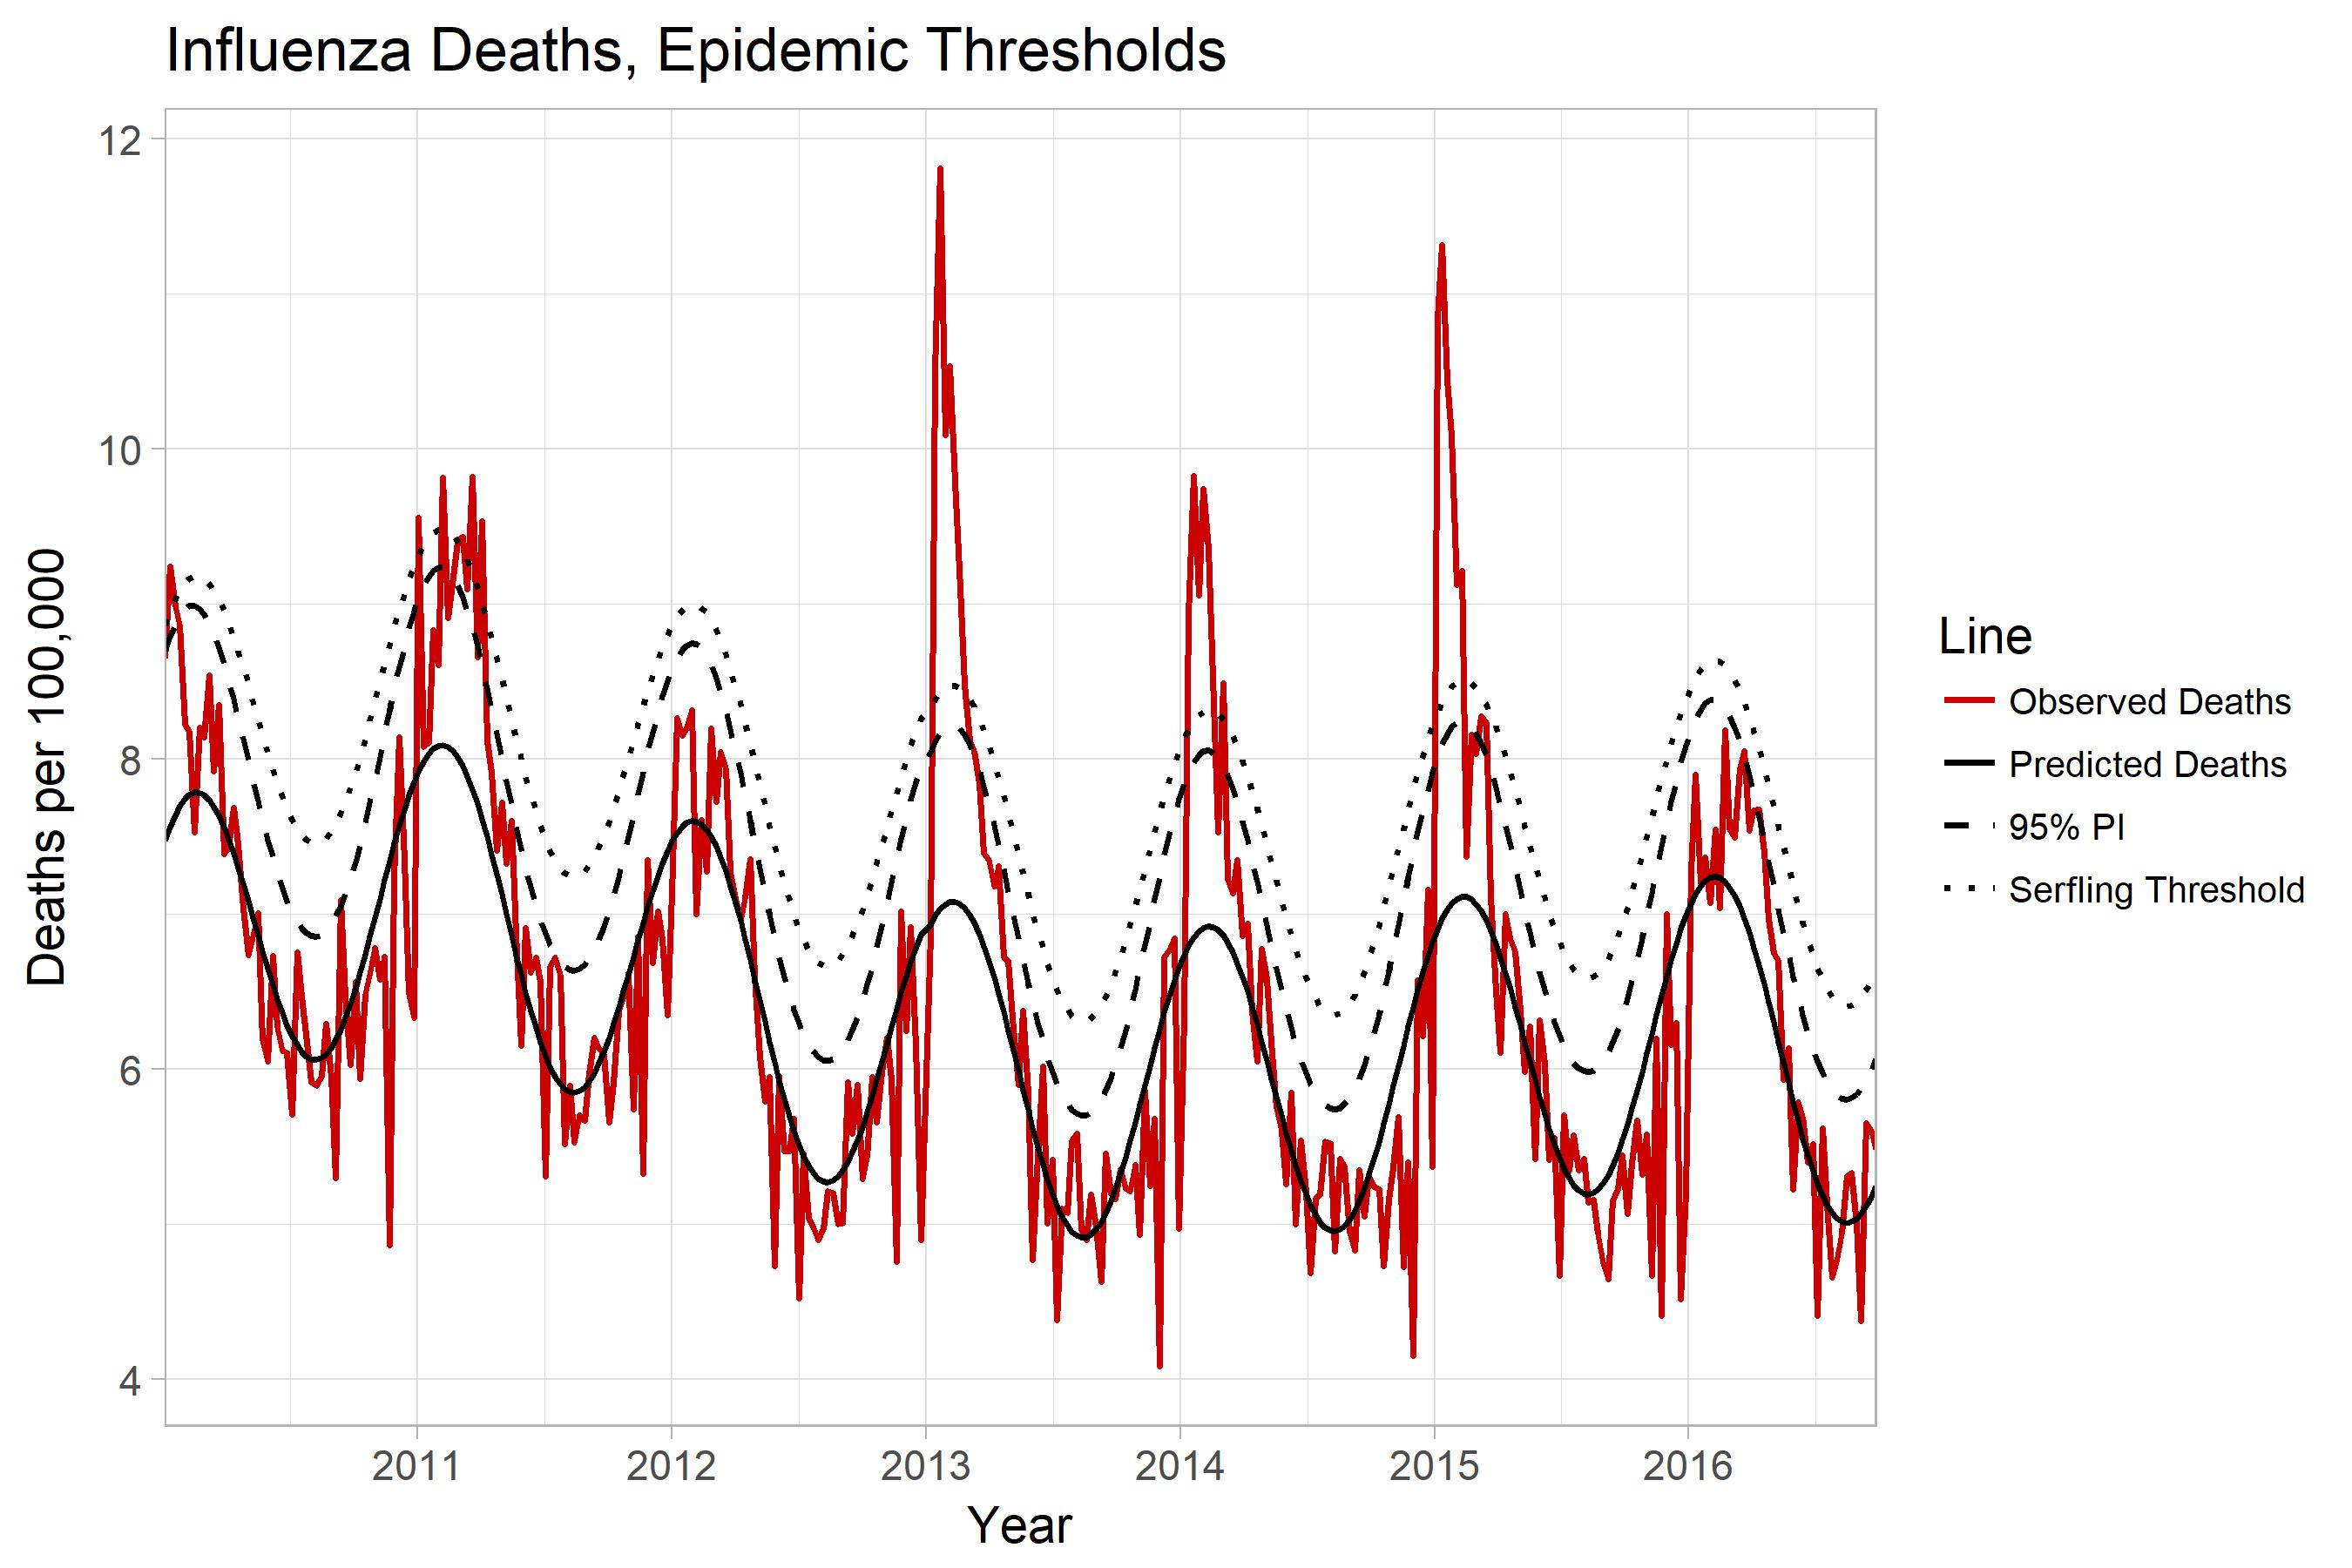 Influenza Deaths, Epidemic Thresholds
12
10
8
6
4
Deaths per 100,000
2011 2012 2013 2014 2015 2016
Year
Line
Observed Deaths
Predicted Deaths
95% PI
Serfling Threshold